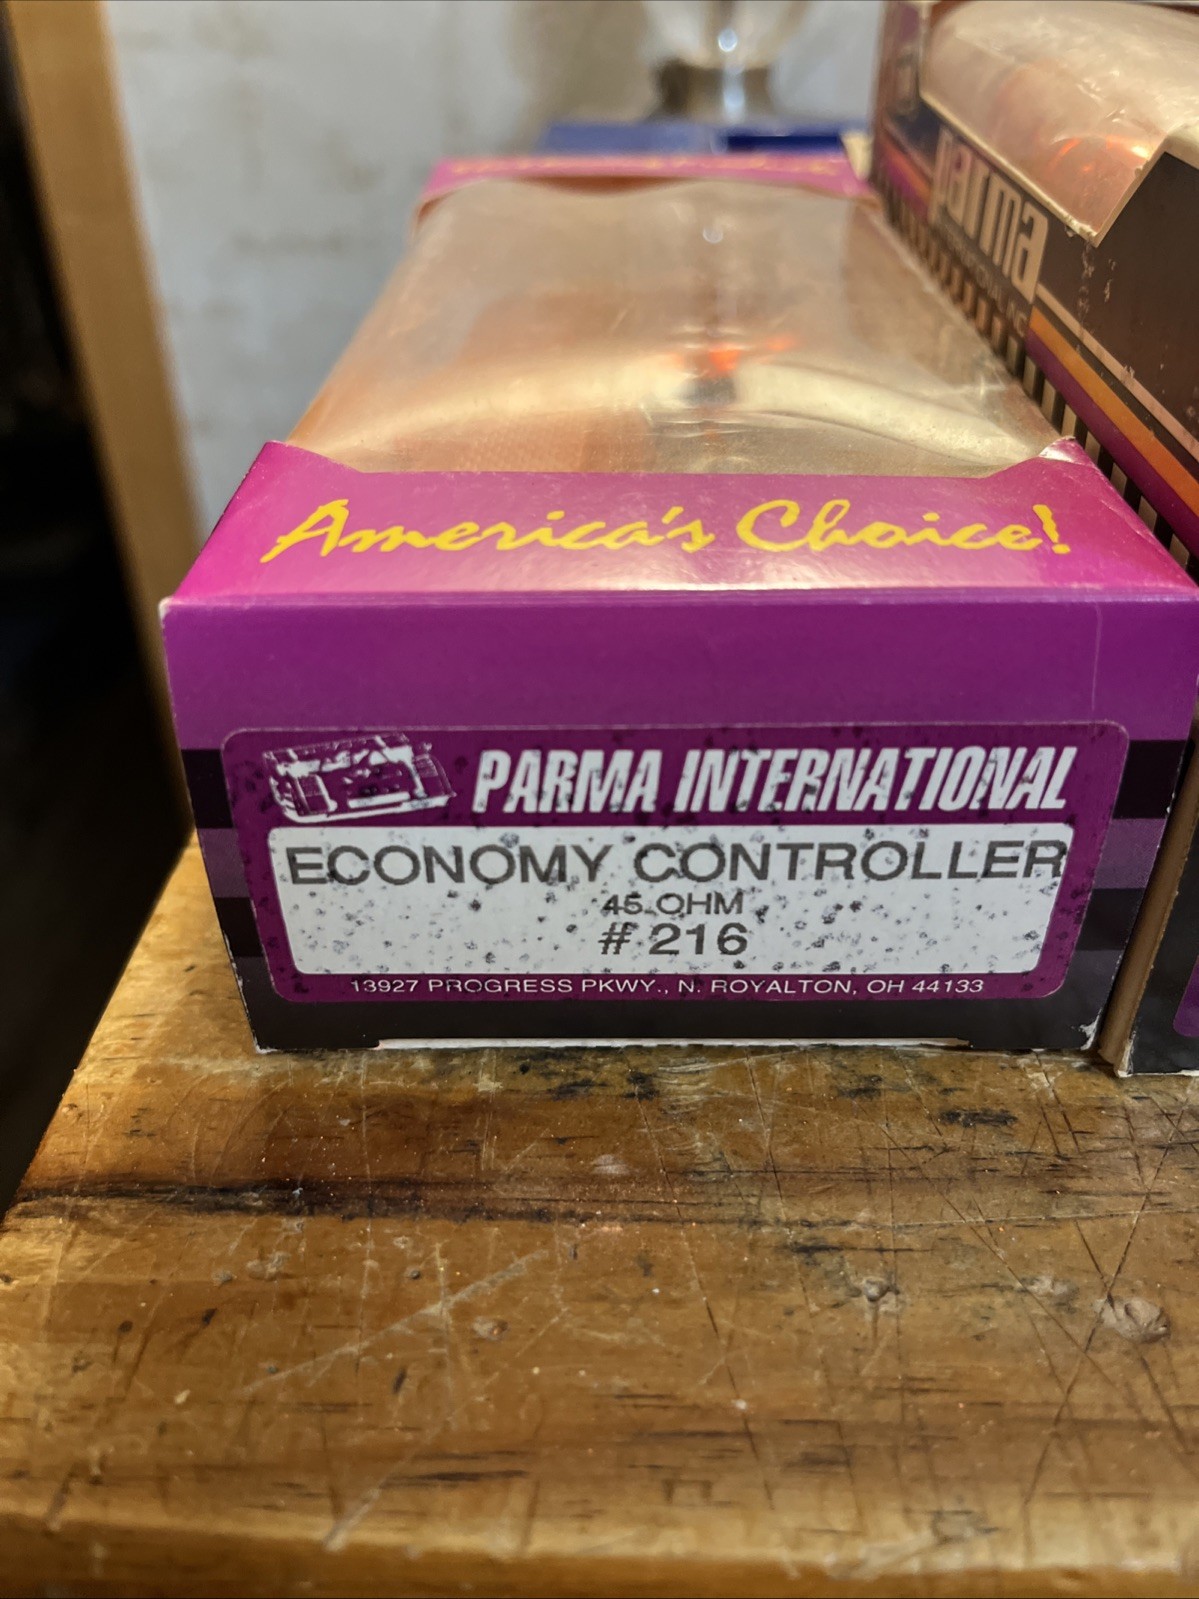 America's Choice!
PARMA INTERNATIONAL
ECONOMY CONTROLLER
45 OHM
# 216
13927 PROGRESS PKWY., N. ROYALTON, OH 44133
parma